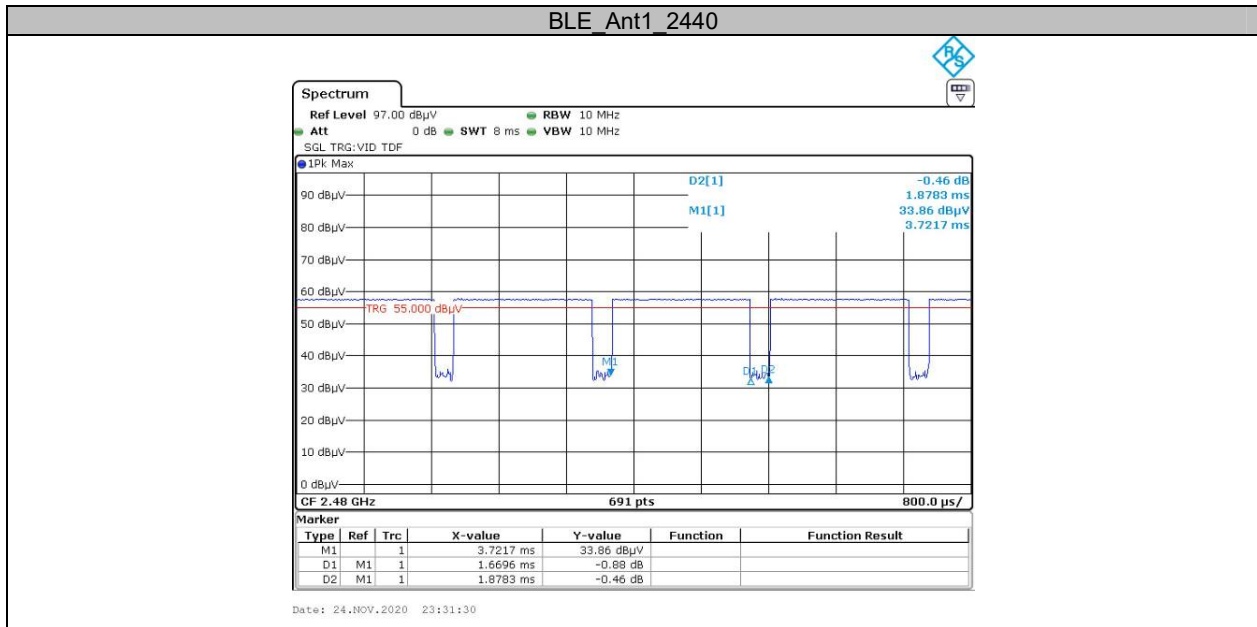 BLE_Ant1_2440
R&S
Spectrum
Ref Level 97.00 dBµV RBW 10 MHz
Att 0 dB SWT 8 ms VBW 10 MHz
SGL TRG:VID TDF
1Pk Max
D2[1] -0.46 dB
1.8783 ms
M1[1] 33.86 dBµV
3.7217 ms
90 dBµV
80 dBµV
70 dBµV
60 dBµV
TRG 55.000 dBµV
50 dBµV
40 dBµV
M1
D1 D2
30 dBµV
20 dBµV
10 dBµV
0 dBµV
CF 2.48 GHz 691 pts 800.0 µs/
Marker
Type Ref Trc X-value Y-value Function Function Result
M1 1 3.7217 ms 33.86 dBµV
D1 M1 1 1.6696 ms -0.88 dB
D2 M1 1 1.8783 ms -0.46 dB
Date: 24.NOV.2020 23:31:30